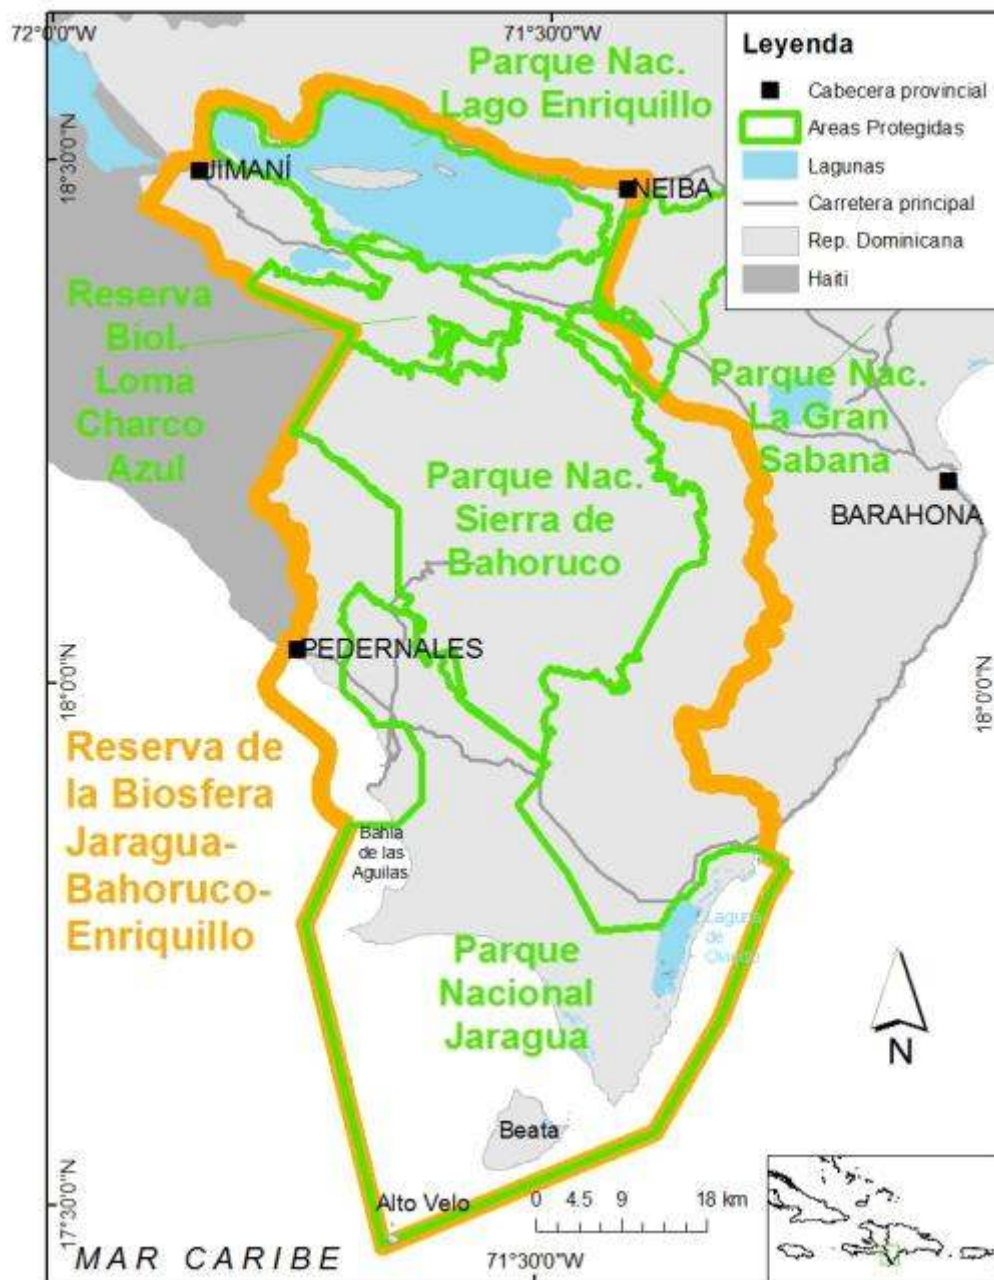 72°0'0"W
71°30'0"W
Parque Nac.
Lago Enriquillo
Leyenda
Cabecera provincial
Areas Protegidas
Lagunas
Carretera principal
Rep. Dominicana
Haiti
18°30'0"N
JIMANÍ
NEIBA
Reserva
Biol.
Loma
Charco
Azul
Parque Nac.
La Gran
Sabana
Parque Nac.
Sierra de
Bahoruco
BARAHONA
PEDERNALES
18°0'0"N
18°0'0"N
Reserva de
la Biosfera
Jaragua-
Bahoruco-
Enriquillo
Bahia
de las
Aguilas
Laguna
de
Oviedo
Parque
Nacional
Jaragua
N
Beata
Alto Velo
0 4.5 9 18 km
17°30'0"N
MAR CARIBE
71°30'0"W